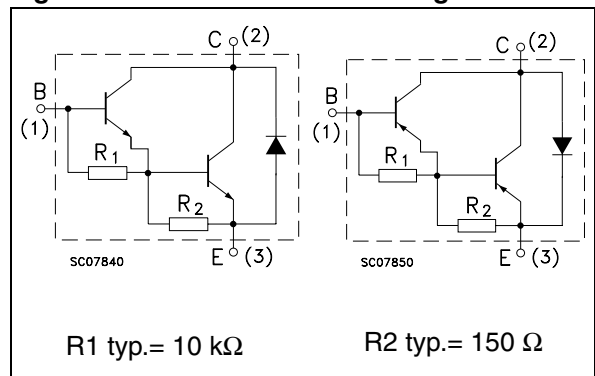 C (2)
B
(1)
R1
R2
E (3)
SC07840
C (2)
B
(1)
R1
R2
E (3)
SC07850
R1 typ.= 10 kΩ
R2 typ.= 150 Ω